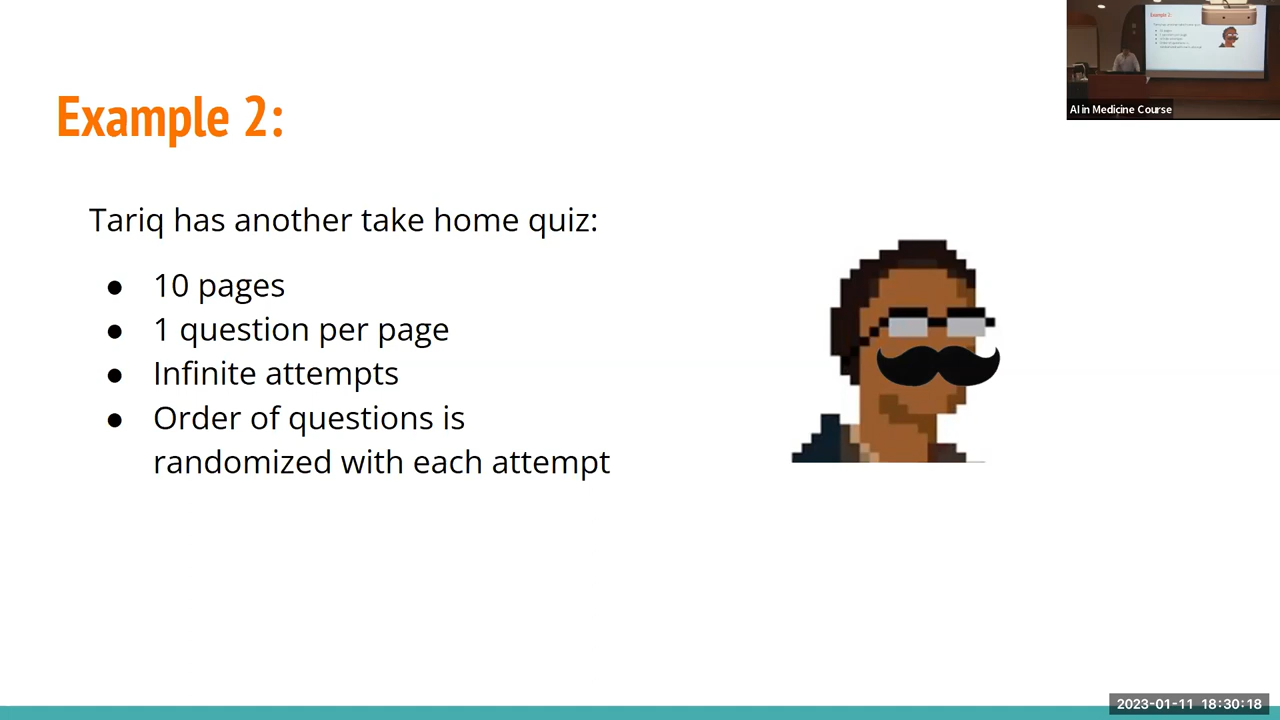 Example 2:
Tariq has another take home quiz:
● 10 pages
● 1 question per page
● Infinite attempts
● Order of questions is
randomized with each attempt
AI in Medicine Course
2023-01-11 18:30:18